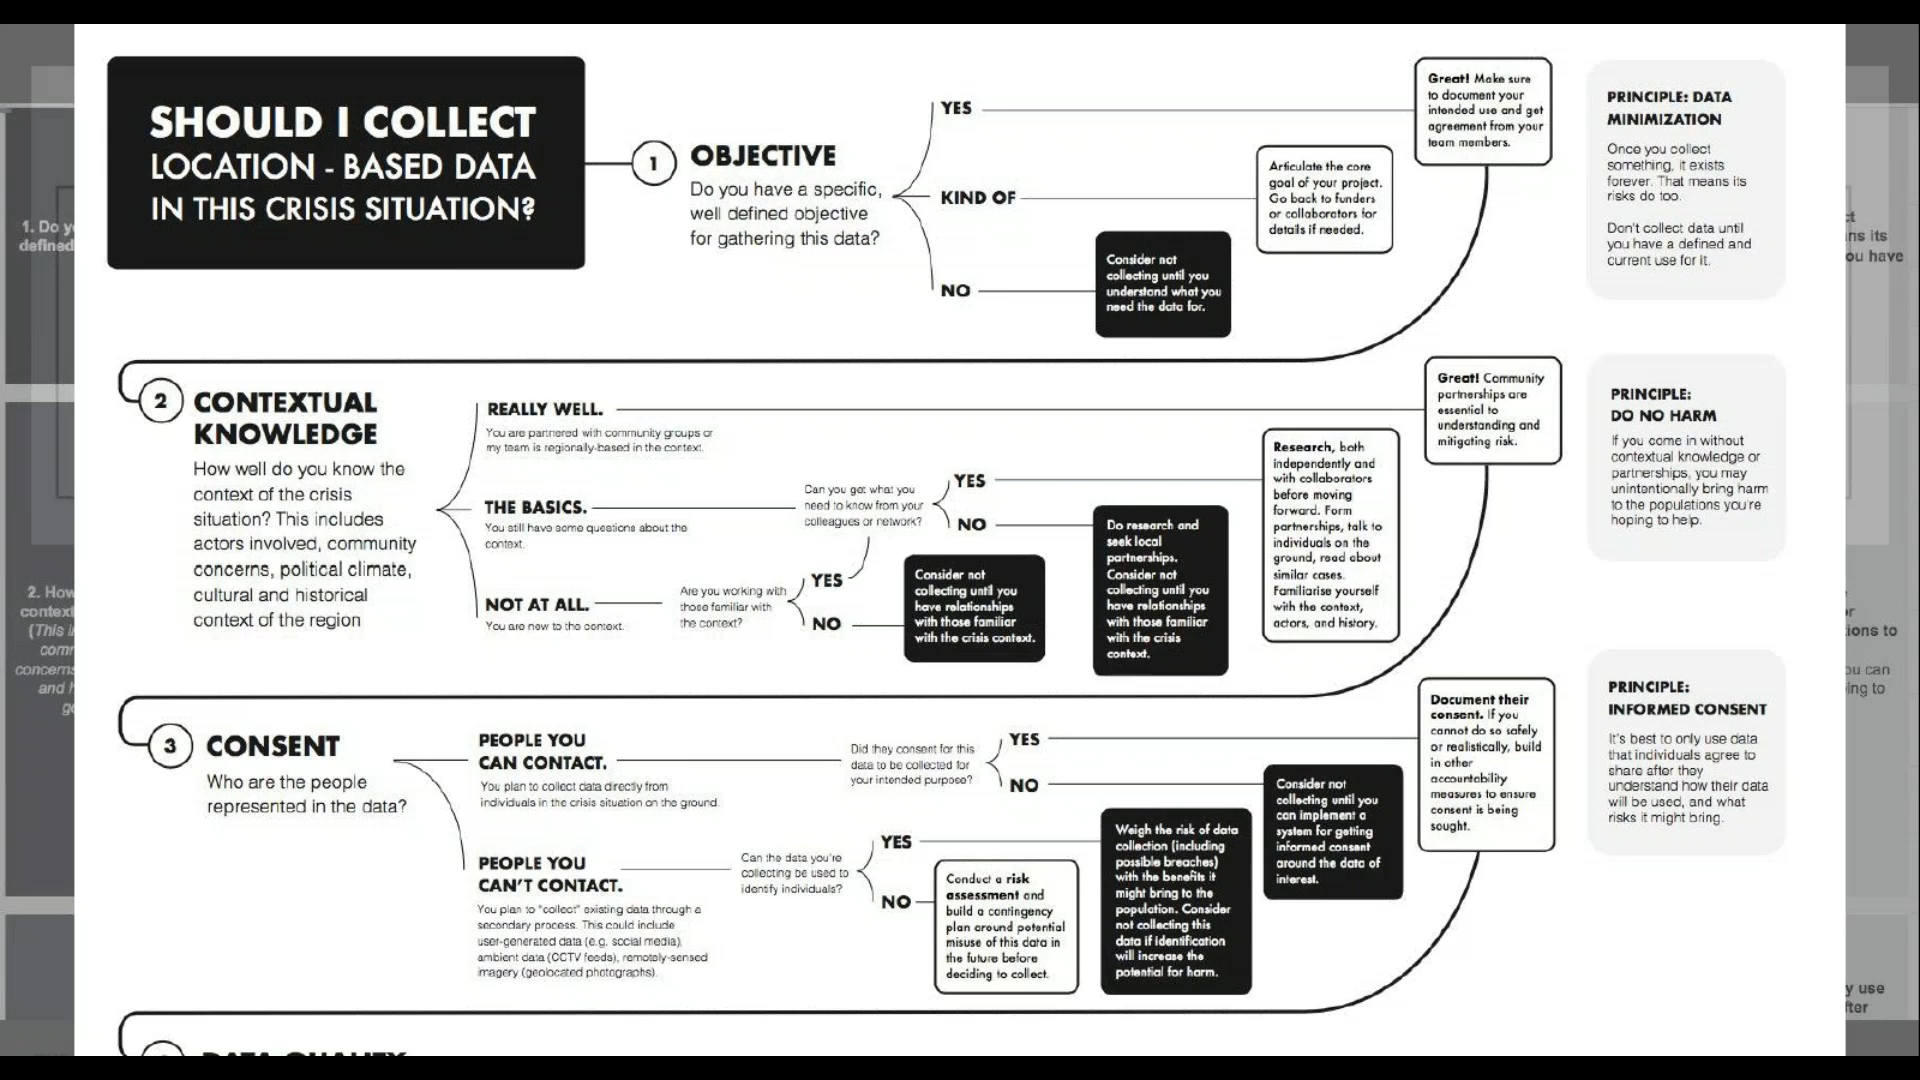 SHOULD I COLLECT
LOCATION - BASED DATA
IN THIS CRISIS SITUATION?
1
OBJECTIVE
Do you have a specific,
well defined objective
for gathering this data?
YES
Great! Make sure
to document your
intended use and get
agreement from your
team members.
KIND OF
Articulate the core
goal of your project.
Go back to funders
or collaborators for
details if needed.
NO
Consider not
collecting until you
understand what you
need the data for.
PRINCIPLE: DATA
MINIMIZATION
Once you collect
something, it exists
forever. That means its
risks do too.
Don't collect data until
you have a defined and
current use for it.
2
CONTEXTUAL
KNOWLEDGE
How well do you know the
context of the crisis
situation? This includes
actors involved, community
concerns, political climate,
cultural and historical
context of the region
REALLY WELL.
You are partnered with community groups or
my team is regionally-based in the context.
Great! Community
partnerships are
essential to
understanding and
mitigating risk.
THE BASICS.
You still have some questions about the
context.
Can you get what you
need to know from your
colleagues or network?
YES
Research, both
independently and
with collaborators
before moving
forward. Form
partnerships, talk to
individuals on the
ground, read about
similar cases.
Familiarise yourself
with the context,
actors, and history.
NO
Do research and
seek local
partnerships.
Consider not
collecting until you
have relationships
with those familiar
with the crisis
context.
NOT AT ALL.
You are new to the context.
Are you working with
those familiar with
the context?
YES
NO
Consider not
collecting until you
have relationships
with those familiar
with the crisis context.
PRINCIPLE:
DO NO HARM
If you come in without
contextual knowledge or
partnerships, you may
unintentionally bring harm
to the populations you're
hoping to help.
3
CONSENT
Who are the people
represented in the data?
PEOPLE YOU
CAN CONTACT.
You plan to collect data directly from
individuals in the crisis situation on the ground.
Did they consent for this
data to be collected for
your intended purpose?
YES
Document their
consent. If you
cannot do so safely
or realistically, build
in other
accountability
measures to ensure
consent is being
sought.
NO
Consider not
collecting until you
can implement a
system for getting
informed consent
around the data of
interest.
PEOPLE YOU
CAN'T CONTACT.
You plan to "collect" existing data through a
secondary process. This could include
user-generated data (e.g. social media),
ambient data (CCTV feeds), remotely-sensed
imagery (geolocated photographs).
Can the data you're
collecting be used to
identify individuals?
YES
Weigh the risk of data
collection (including
possible breaches)
with the benefits it
might bring to the
population. Consider
not collecting this
data if identification
will increase the
potential for harm.
NO
Conduct a risk
assessment and
build a contingency
plan around potential
misuse of this data in
the future before
deciding to collect.
PRINCIPLE:
INFORMED CONSENT
It's best to only use data
that individuals agree to
share after they
understand how their data
will be used, and what
risks it might bring.
DATA QUALITY
1. Do
defined
2. How
(This
concerns
and
its
you have
to
you can
to
use